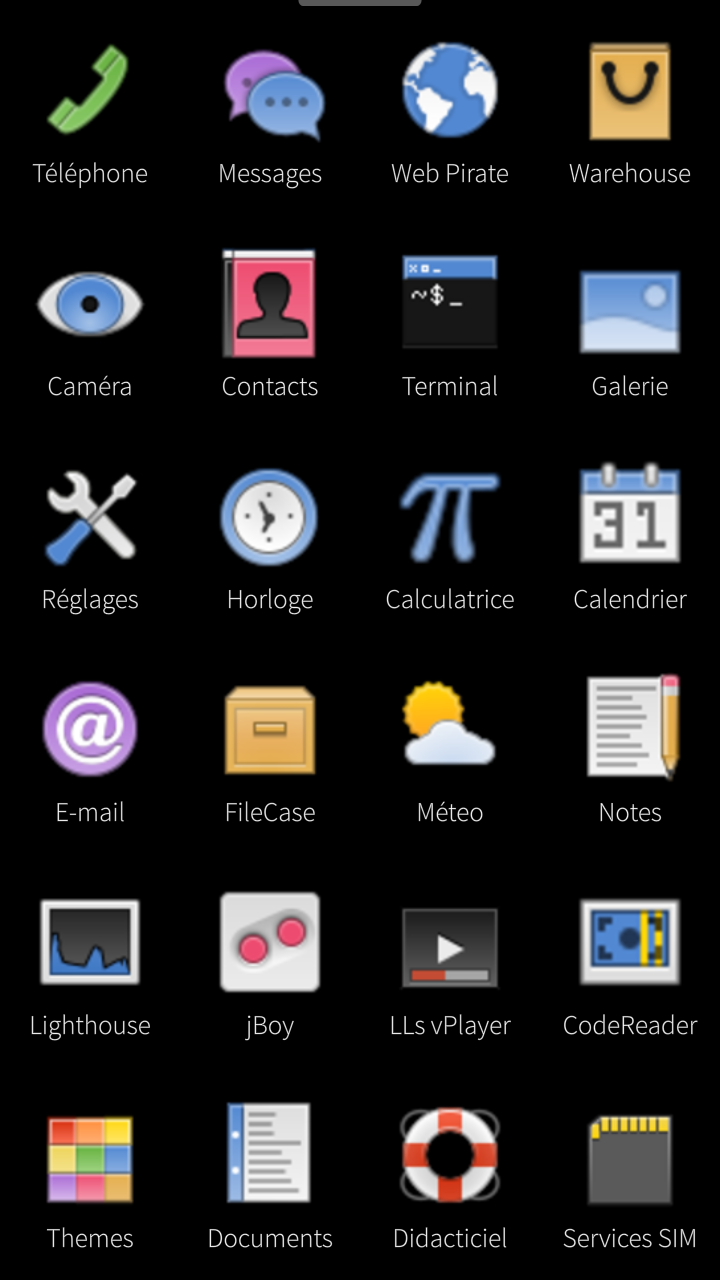 Téléphone
Messages
Web Pirate
Warehouse
~$_
Caméra
Contacts
Terminal
Galerie
31
Réglages
Horloge
Calculatrice
Calendrier
@
E-mail
FileCase
Méteo
Notes
Lighthouse
jBoy
LLs vPlayer
CodeReader
Themes
Documents
Didacticiel
Services SIM